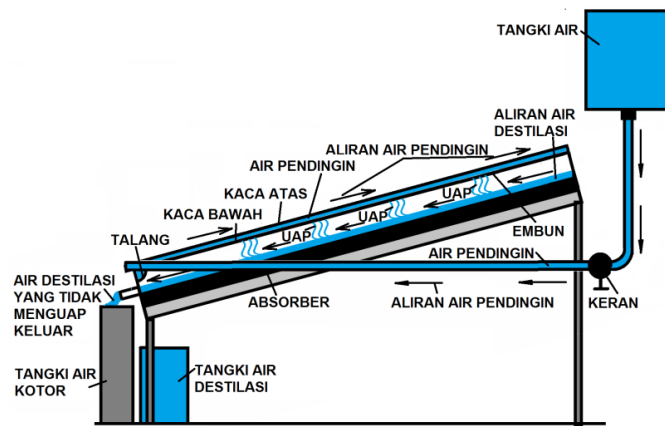 TANGKI AIR
ALIRAN AIR
DESTILASI
ALIRAN AIR PENDINGIN
AIR PENDINGIN
KACA ATAS
KACA BAWAH
UAP
UAP
UAP
UAP
EMBUN
TALANG
AIR PENDINGIN
AIR DESTILASI
YANG TIDAK
MENGUAP
KELUAR
ABSORBER
ALIRAN AIR PENDINGIN
KERAN
TANGKI AIR
KOTOR
TANGKI AIR
DESTILASI